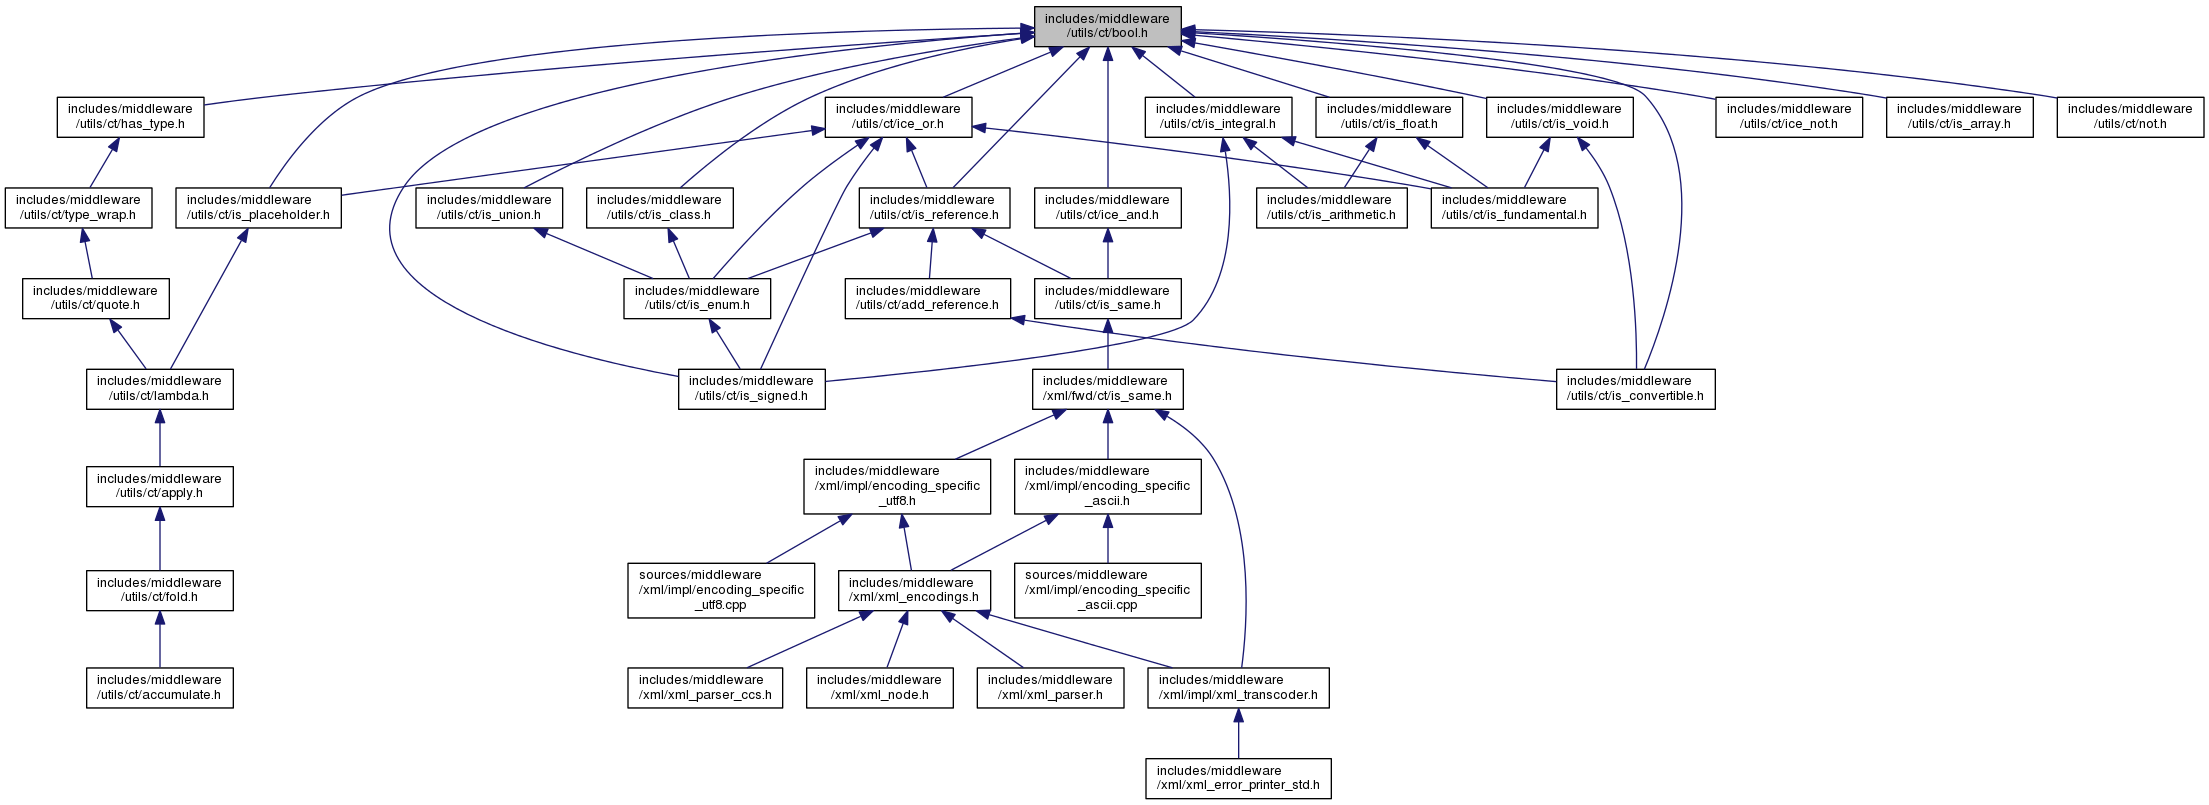 includes/middleware
/utils/ct/bool.h
includes/middleware
/utils/ct/has_type.h
includes/middleware
/utils/ct/ice_or.h
includes/middleware
/utils/ct/is_integral.h
includes/middleware
/utils/ct/is_float.h
includes/middleware
/utils/ct/is_void.h
includes/middleware
/utils/ct/ice_not.h
includes/middleware
/utils/ct/is_array.h
includes/middleware
/utils/ct/not.h
includes/middleware
/utils/ct/type_wrap.h
includes/middleware
/utils/ct/is_placeholder.h
includes/middleware
/utils/ct/is_union.h
includes/middleware
/utils/ct/is_class.h
includes/middleware
/utils/ct/is_reference.h
includes/middleware
/utils/ct/ice_and.h
includes/middleware
/utils/ct/is_arithmetic.h
includes/middleware
/utils/ct/is_fundamental.h
includes/middleware
/utils/ct/quote.h
includes/middleware
/utils/ct/is_enum.h
includes/middleware
/utils/ct/add_reference.h
includes/middleware
/utils/ct/is_same.h
includes/middleware
/utils/ct/lambda.h
includes/middleware
/utils/ct/is_signed.h
includes/middleware
/xml/fwd/ct/is_same.h
includes/middleware
/utils/ct/is_convertible.h
includes/middleware
/utils/ct/apply.h
includes/middleware
/xml/impl/encoding_specific
_utf8.h
includes/middleware
/xml/impl/encoding_specific
_ascii.h
includes/middleware
/utils/ct/fold.h
sources/middleware
/xml/impl/encoding_specific
_utf8.cpp
includes/middleware
/xml/xml_encodings.h
sources/middleware
/xml/impl/encoding_specific
_ascii.cpp
includes/middleware
/utils/ct/accumulate.h
includes/middleware
/xml/xml_parser_ccs.h
includes/middleware
/xml/xml_node.h
includes/middleware
/xml/xml_parser.h
includes/middleware
/xml/impl/xml_transcoder.h
includes/middleware
/xml/xml_error_printer_std.h